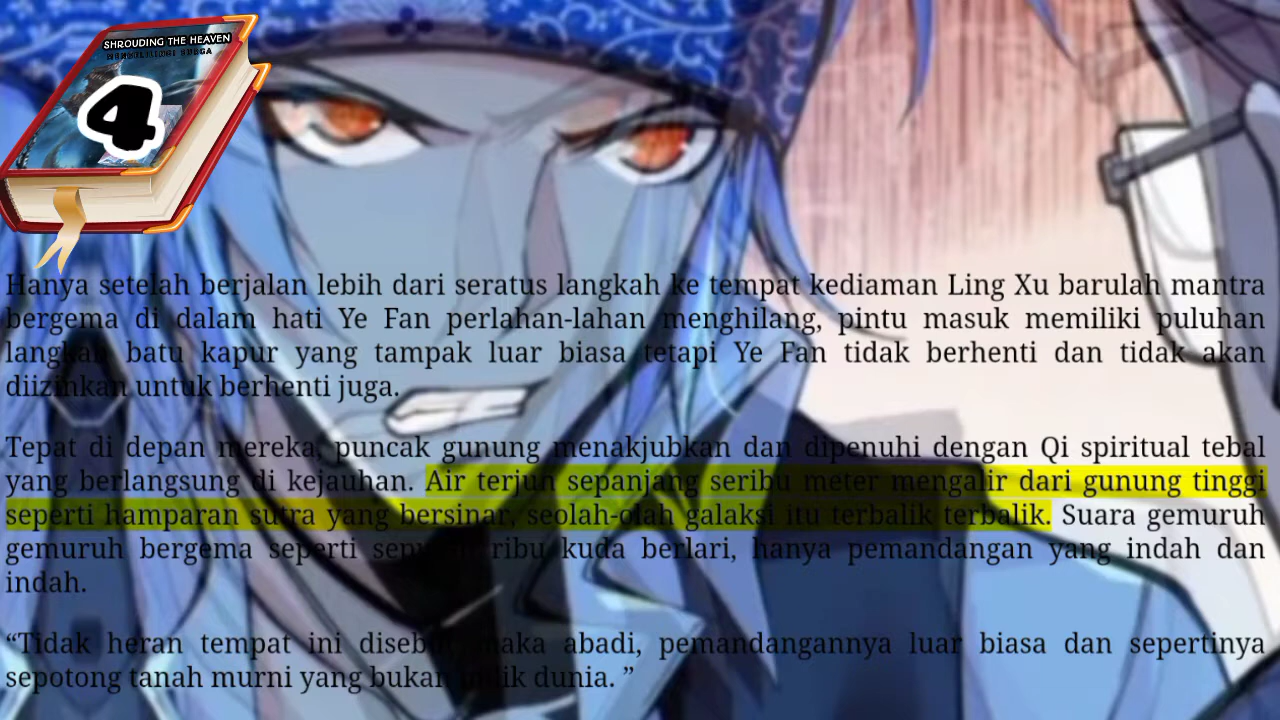 SHROUDING THE HEAVEN
4
Hanya setelah berjalan lebih dari seratus langkah ke tempat kediaman Ling Xu barulah mantra
bergema di dalam hati Ye Fan perlahan-lahan menghilang, pintu masuk memiliki puluhan
langkah batu kapur yang tampak luar biasa tetapi Ye Fan tidak berhenti dan tidak akan
diizinkan untuk berhenti juga.
Tepat di depan mereka, puncak gunung menakjubkan dan dipenuhi dengan Qi spiritual tebal
yang berlangsung di kejauhan. Air terjun sepanjang seribu meter mengalir dari gunung tinggi
seperti hamparan sutra yang bersinar, seolah-olah galaksi itu terbalik terbalik. Suara gemuruh
gemuruh bergema seperti sepuluh ribu kuda berlari, hanya pemandangan yang indah dan
indah.
“Tidak heran tempat ini disebut maka abadi, pemandangannya luar biasa dan sepertinya
sepotong tanah murni yang bukan milik dunia. ”